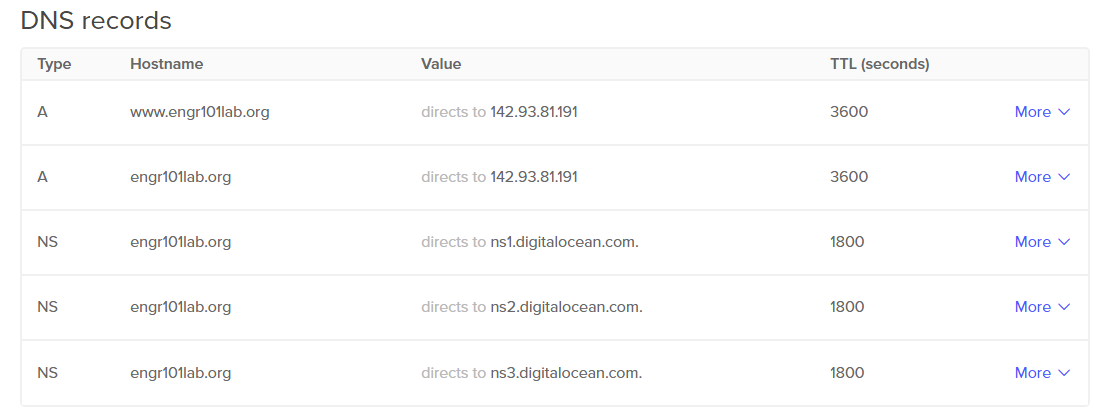 DNS records
Type Hostname Value TTL (seconds)
A www.engr101lab.org directs to 142.93.81.191 3600 More
A engr101lab.org directs to 142.93.81.191 3600 More
NS engr101lab.org directs to ns1.digitalocean.com. 1800 More
NS engr101lab.org directs to ns2.digitalocean.com. 1800 More
NS engr101lab.org directs to ns3.digitalocean.com. 1800 More